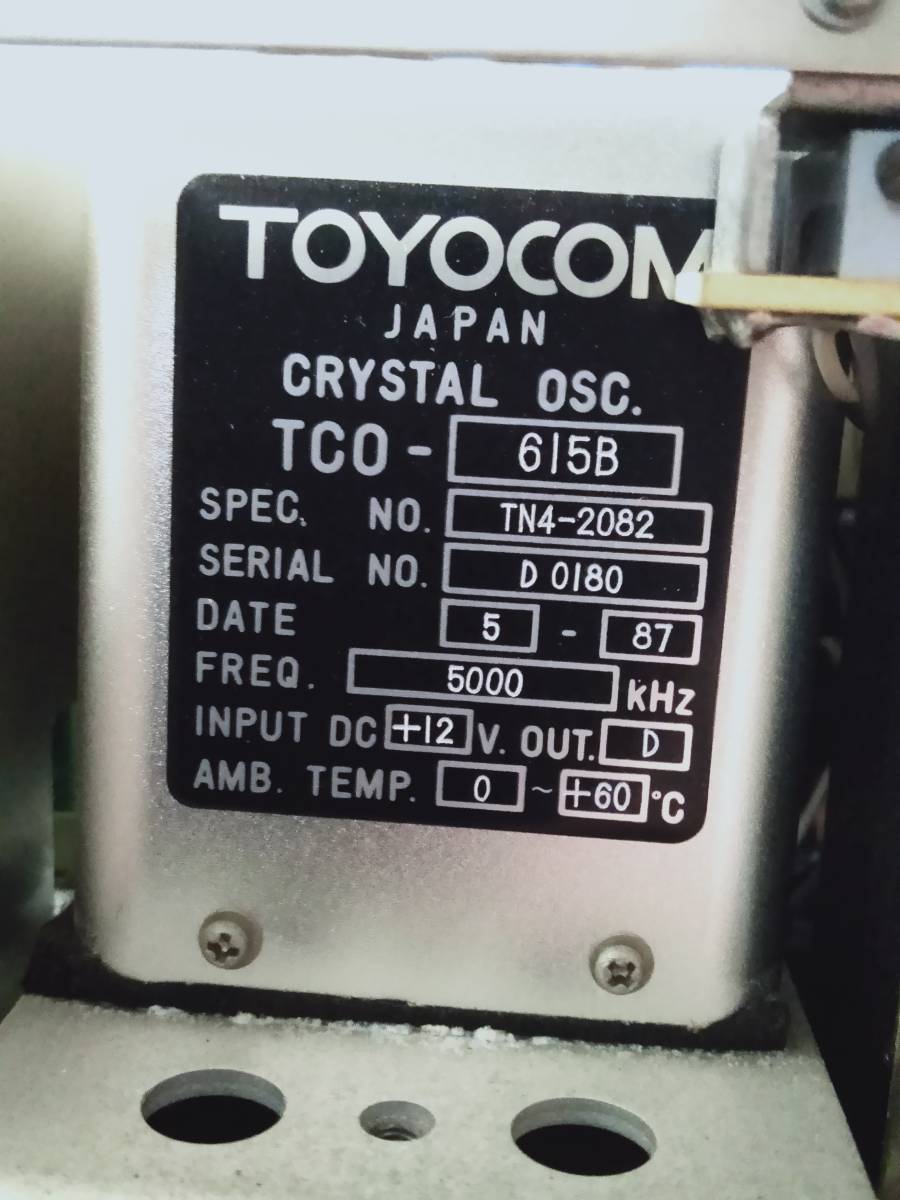 TOYOCOM
JAPAN
CRYSTAL OSC.
TCO - 615B
SPEC. NO. TN4-2082
SERIAL NO. D 0180
DATE 5 - 87
FREQ. 5000 kHz
INPUT DC +12 V. OUT. D
AMB. TEMP. 0 ~ +60 °C